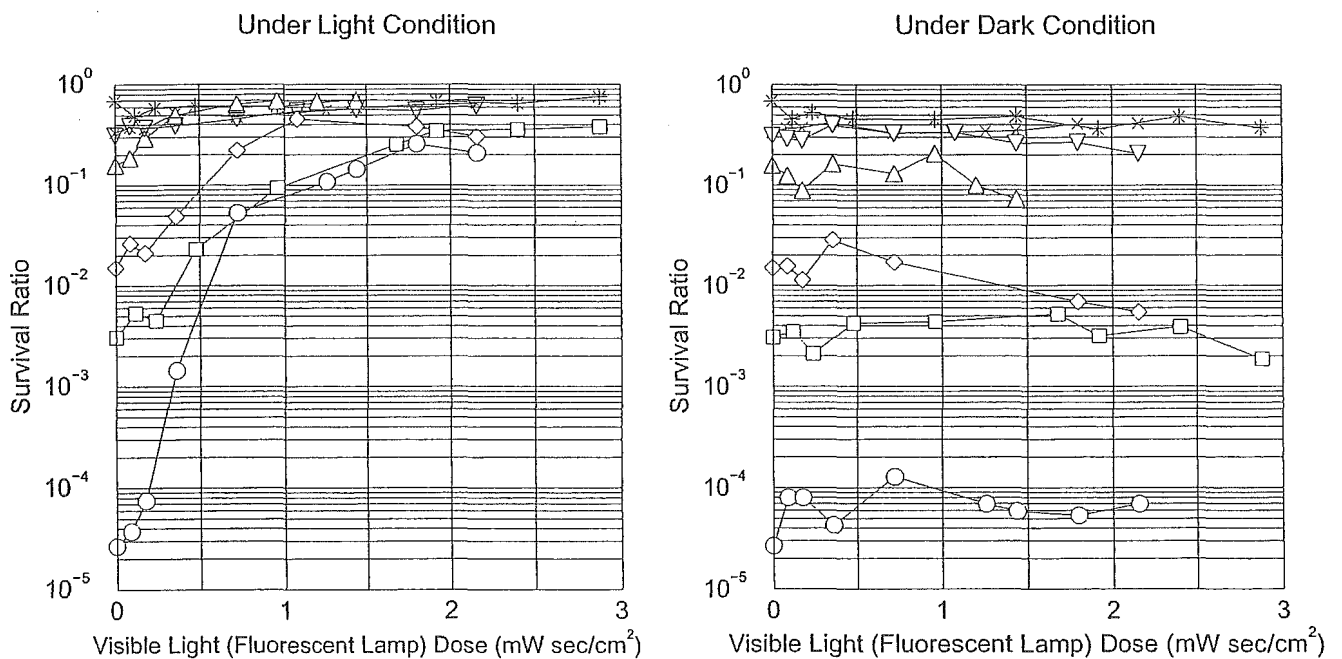 Under Light Condition
Survival Ratio
10⁰
10⁻¹
10⁻²
10⁻³
10⁻⁴
10⁻⁵
0 1 2 3
Visible Light (Fluorescent Lamp) Dose (mW sec/cm²)
Under Dark Condition
Survival Ratio
10⁰
10⁻¹
10⁻²
10⁻³
10⁻⁴
10⁻⁵
0 1 2 3
Visible Light (Fluorescent Lamp) Dose (mW sec/cm²)